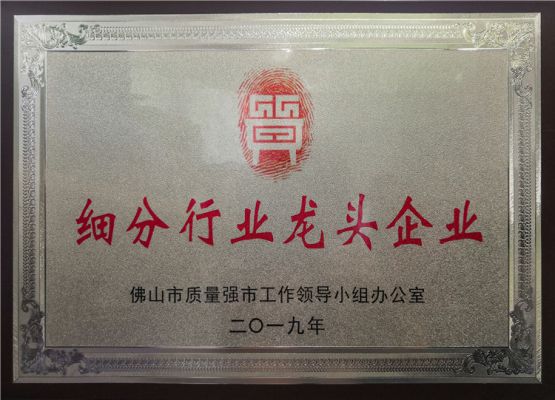 细分行业龙头企业
佛山市质量强市工作领导小组办公室
二〇一九年